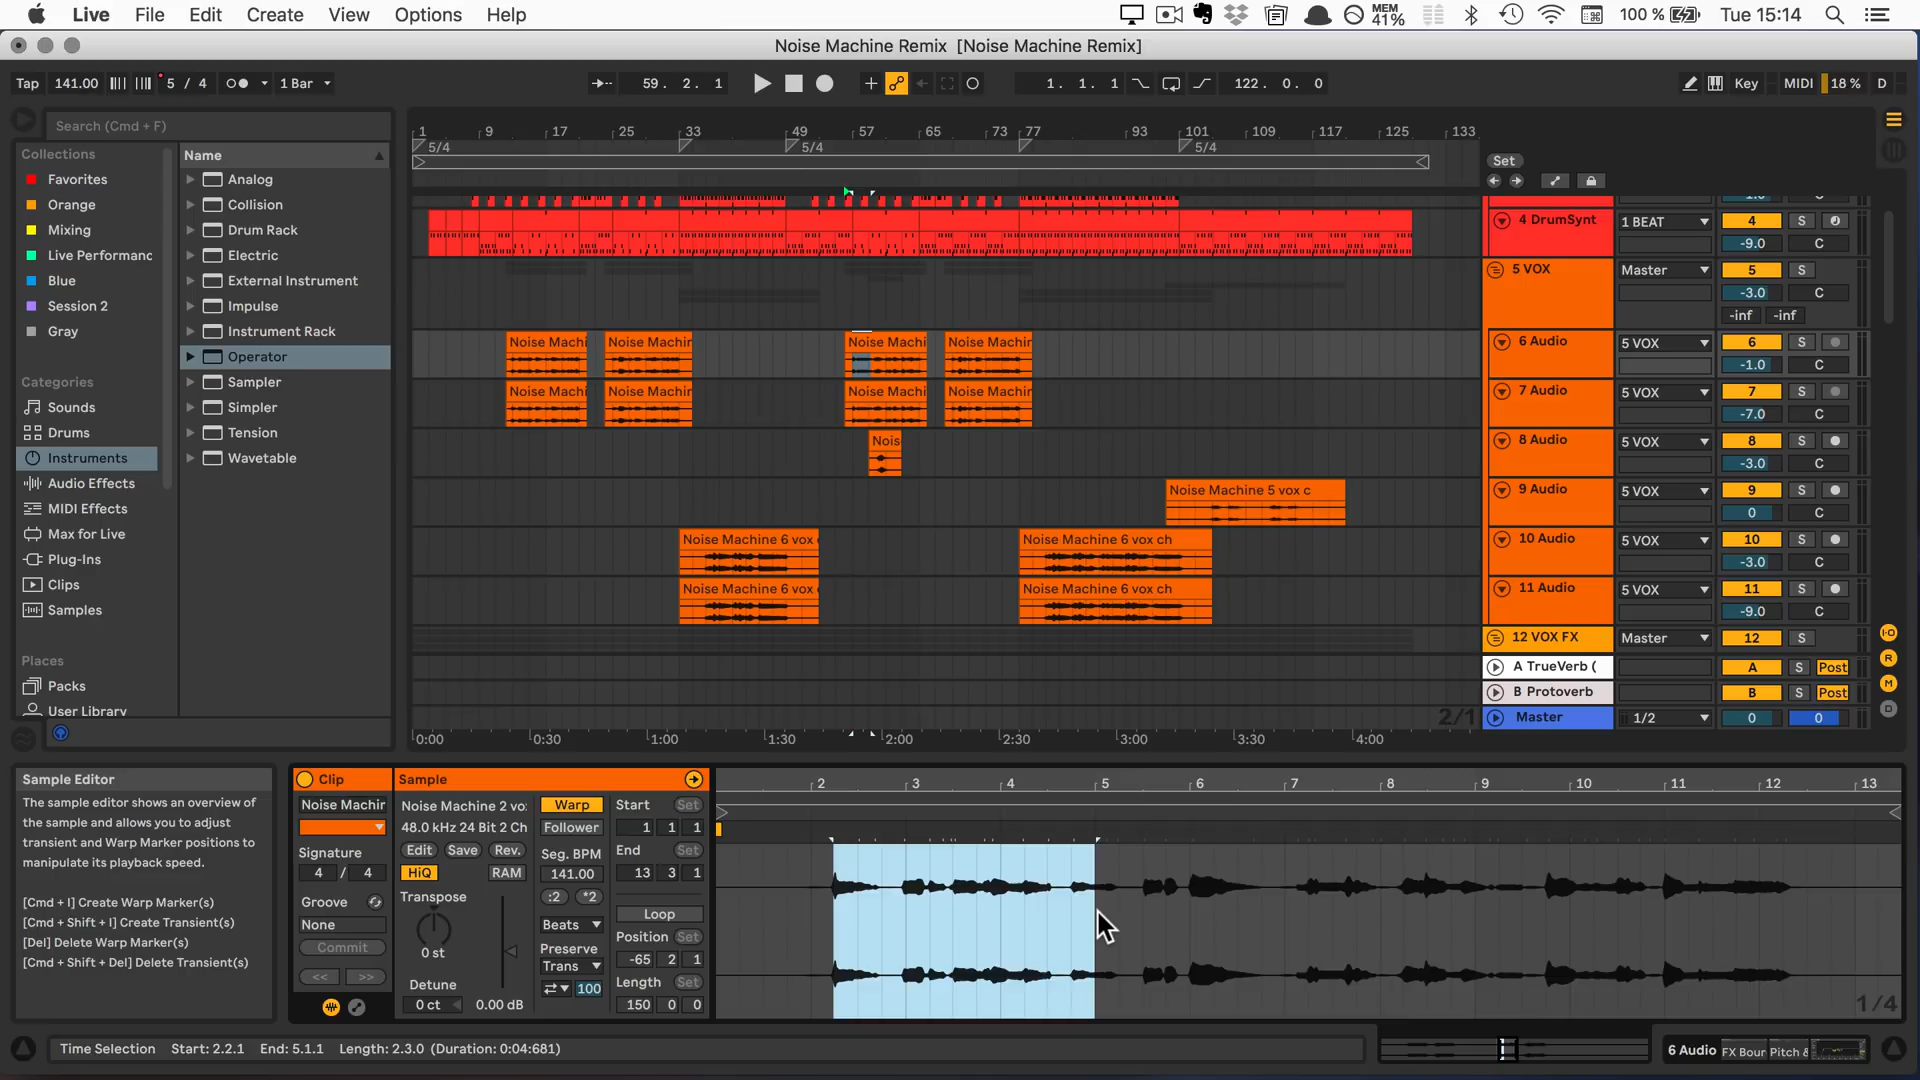 Live File Edit Create View Options Help MEM 41% 100 % Tue 15:14
Noise Machine Remix [Noise Machine Remix]
Tap 141.00 5 / 4 1 Bar 59. 2. 1 1. 1. 1 122. 0. 0 Key MIDI 18 % D
Search (Cmd + F)
Collections
Favorites
Orange
Mixing
Live Performanc
Blue
Session 2
Gray
Categories
Sounds
Drums
Instruments
Audio Effects
MIDI Effects
Max for Live
Plug-Ins
Clips
Samples
Places
Packs
User Library
Name
Analog
Collision
Drum Rack
Electric
External Instrument
Impulse
Instrument Rack
Operator
Sampler
Simpler
Tension
Wavetable
1 9 17 25 33 49 57 65 73 77 93 101 109 117 125 133
5/4 5/4 5/4
Set
4 DrumSynt 1 BEAT 4 S
-9.0 C
5 VOX Master 5 S
-3.0 C
-inf -inf
Noise Machi Noise Machin Noise Machi Noise Machin 6 Audio 5 VOX 6 S
-1.0 C
Noise Machi Noise Machin Noise Machi Noise Machin 7 Audio 5 VOX 7 S
-7.0 C
Nois 8 Audio 5 VOX 8 S
-3.0 C
Noise Machine 5 vox c 9 Audio 5 VOX 9 S
0 C
Noise Machine 6 vox Noise Machine 6 vox ch 10 Audio 5 VOX 10 S
-3.0 C
Noise Machine 6 vox Noise Machine 6 vox ch 11 Audio 5 VOX 11 S
-9.0 C
12 VOX FX Master 12 S
A TrueVerb ( A S Post
B Protoverb B S Post
2/1 Master 1/2 0 0
I·O
R
M
D
0:00 0:30 1:00 1:30 2:00 2:30 3:00 3:30 4:00
Sample Editor
The sample editor shows an overview of
the sample and allows you to adjust
transient and Warp Marker positions to
manipulate its playback speed.
[Cmd + I] Create Warp Marker(s)
[Cmd + Shift + I] Create Transient(s)
[Del] Delete Warp Marker(s)
[Cmd + Shift + Del] Delete Transient(s)
Clip
Noise Machin
Signature
4 / 4
Groove
None
Commit
<< >>
Sample
Noise Machine 2 vo:
48.0 kHz 24 Bit 2 Ch
Edit Save Rev.
HiQ RAM
Transpose
0 st
Detune
0 ct 0.00 dB
Warp
Follower
Seg. BPM
141.00
:2 *2
Beats
Preserve
Trans
100
Start Set
1 1 1
End Set
13 3 1
Loop
Position Set
-65 2 1
Length Set
150 0 0
2 3 4 5 6 7 8 9 10 11 12 13
1/4
Time Selection Start: 2.2.1 End: 5.1.1 Length: 2.3.0 (Duration: 0:04:681)
6 Audio FX Boun Pitch &